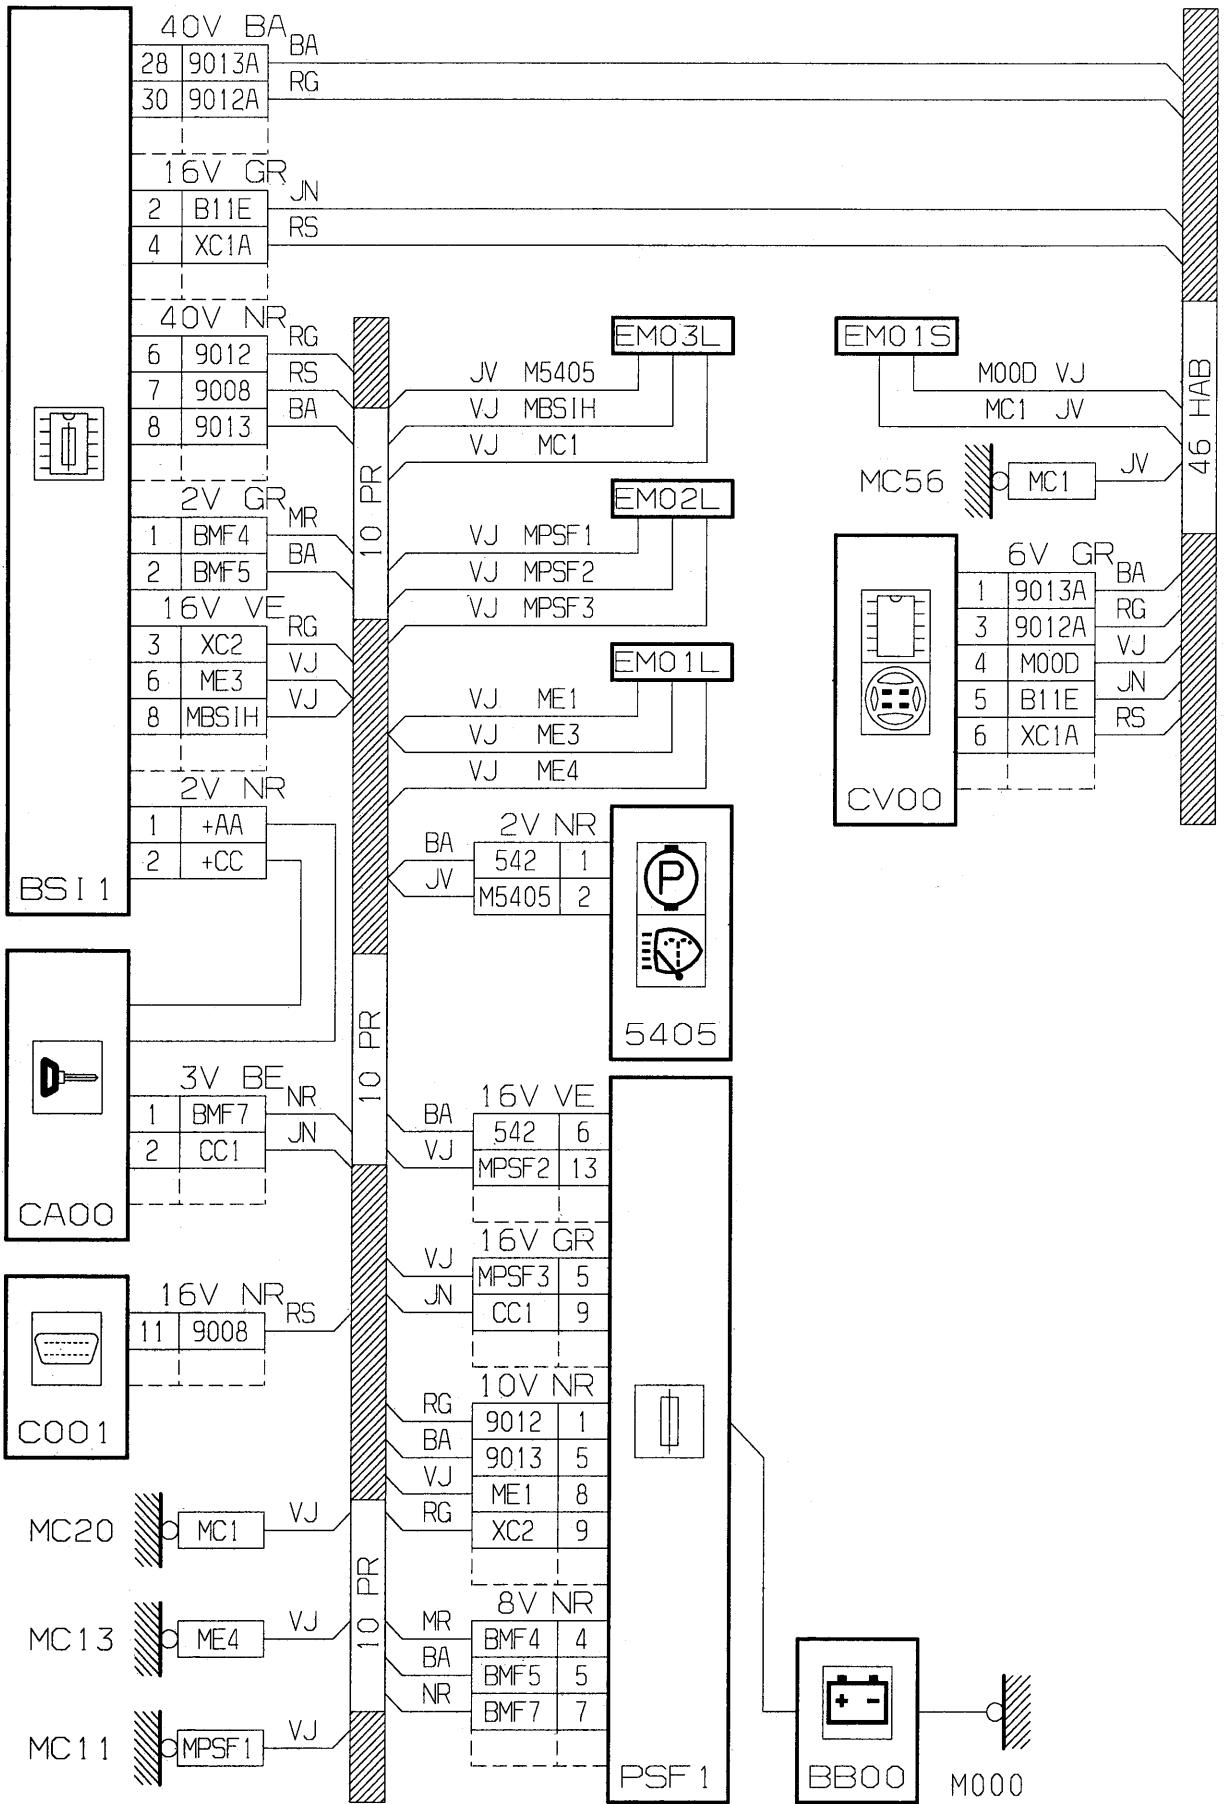 40V BA
28 9013A BA
30 9012A RG
16V GR
2 B11E JN
4 XC1A RS
40V NR
6 9012 RG
7 9008 RS
8 9013 BA
2V GR
1 BMF4 MR
2 BMF5 BA
16V VE
3 XC2 RG
6 ME3 VJ
8 MBSIH VJ
2V NR
1 +AA
2 +CC
BSI1
CA00
3V BE
1 BMF7 NR
2 CC1 JN
C001
16V NR
11 9008 RS
MC20 MC1 VJ
MC13 ME4 VJ
MC11 MPSF1 VJ
10 PR
10 PR
10 PR
EM03L
JV M5405
VJ MBSIH
VJ MC1
EM02L
VJ MPSF1
VJ MPSF2
VJ MPSF3
EM01L
VJ ME1
VJ ME3
VJ ME4
2V NR
BA 542 1
JV M5405 2
P
5405
16V VE
BA 542 6
VJ MPSF2 13
16V GR
VJ MPSF3 5
JN CC1 9
10V NR
RG 9012 1
BA 9013 5
VJ ME1 8
RG XC2 9
8V NR
MR BMF4 4
BA BMF5 5
NR BMF7 7
PSF1
EM01S
M00D VJ
MC1 JV
MC56 MC1 JV
46 HAB
6V GR
1 9013A BA
3 9012A RG
4 M00D VJ
5 B11E JN
6 XC1A RS
CV00
+ -
BB00
M000